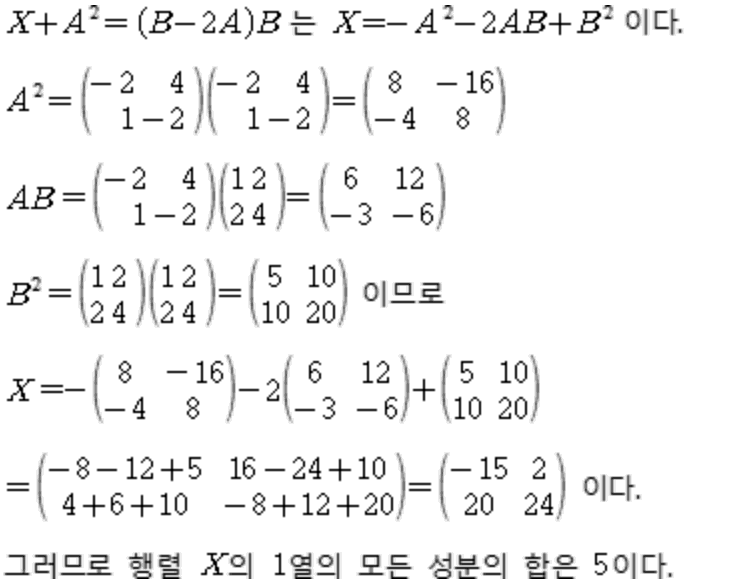 X+A²=(B−2A)B 는 X=−A²−2AB+B² 이다.
A²=(−2 4; 1 −2)(−2 4; 1 −2)=(8 −16; −4 8)
AB=(−2 4; 1 −2)(1 2; 2 4)=(6 12; −3 −6)
B²=(1 2; 2 4)(1 2; 2 4)=(5 10; 10 20) 이므로
X=−(8 −16; −4 8)−2(6 12; −3 −6)+(5 10; 10 20)
=(−8−12+5 16−24+10; 4+6+10 −8+12+20)=(−15 2; 20 24) 이다.
그러므로 행렬 X의 1열의 모든 성분의 합은 5이다.